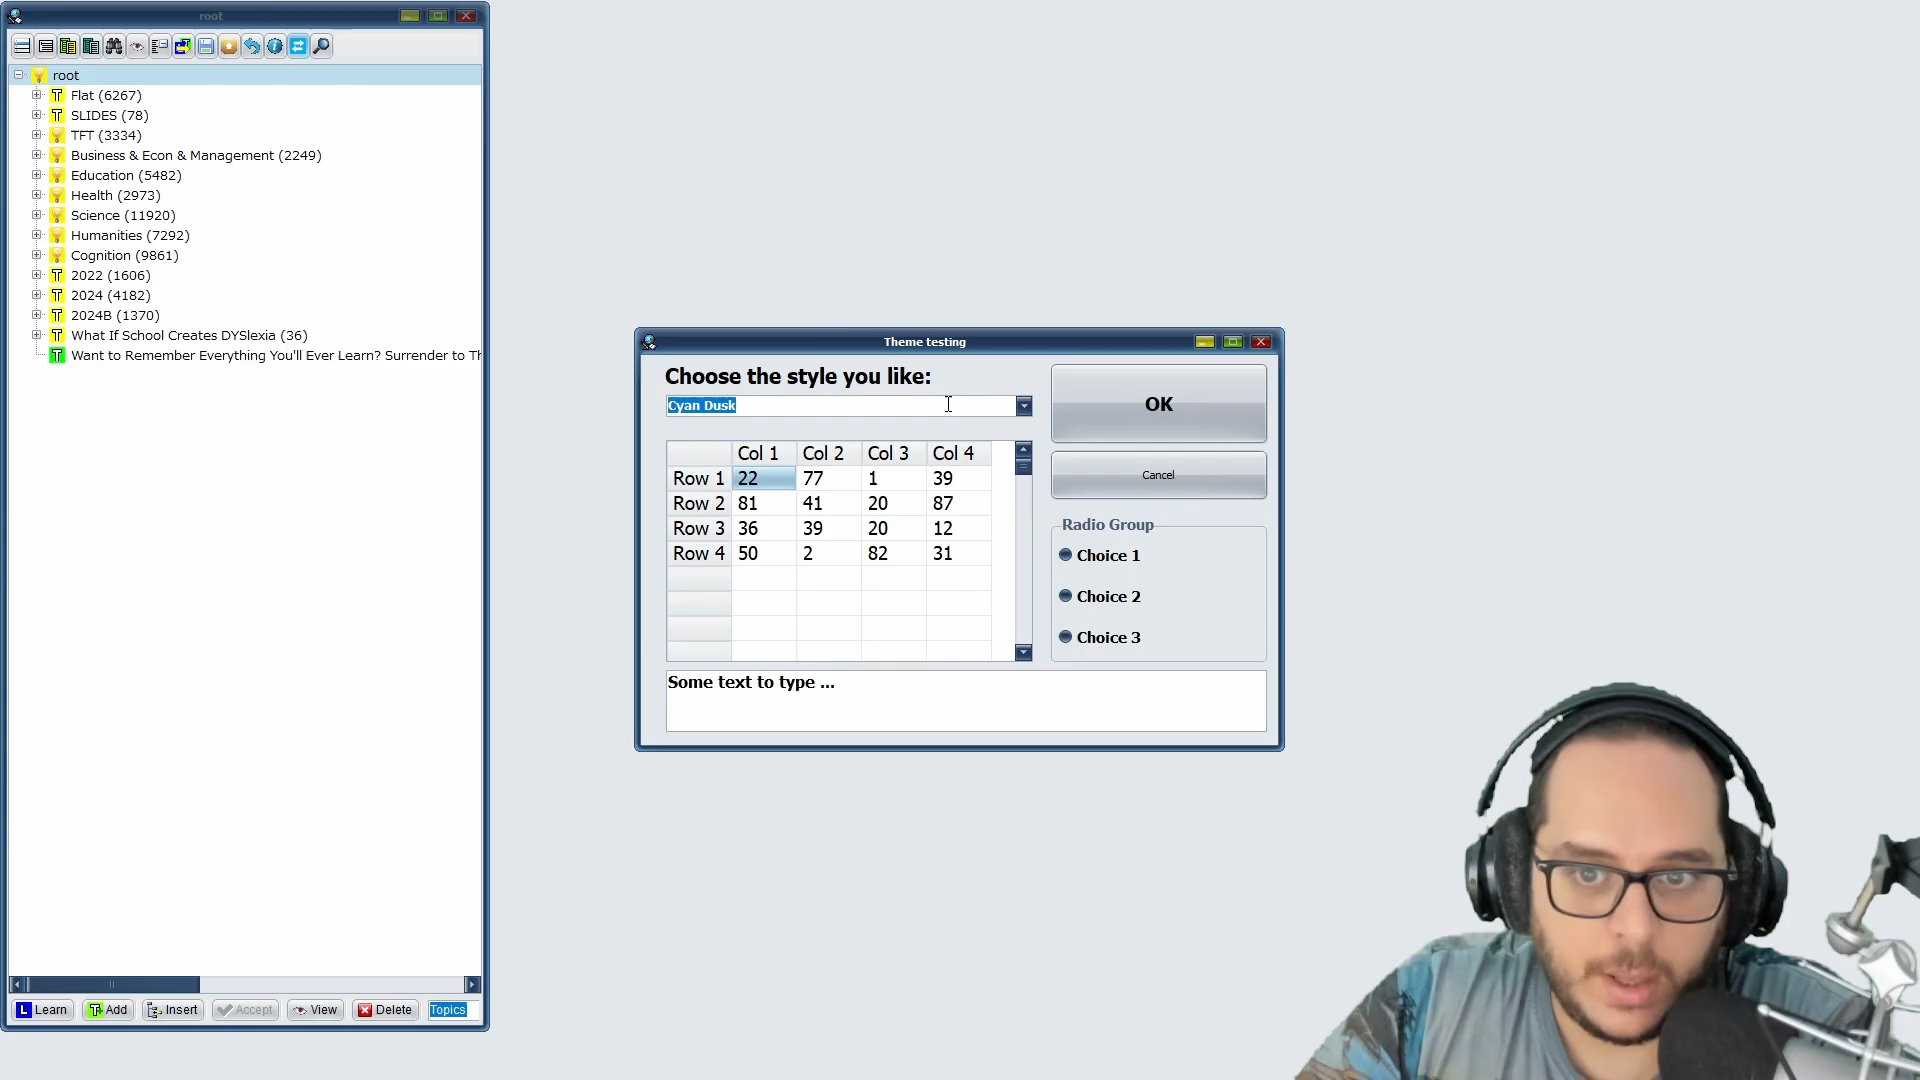 root
root
Flat (6267)
SLIDES (78)
TFT (3334)
Business & Econ & Management (2249)
Education (5482)
Health (2973)
Science (11920)
Humanities (7292)
Cognition (9861)
2022 (1606)
2024 (4182)
2024B (1370)
What If School Creates DYSlexia (36)
Want to Remember Everything You'll Ever Learn? Surrender to
Learn
Add
Insert
Accept
View
Delete
Topics
Theme testing
Choose the style you like:
Cyan Dusk
Col 1 Col 2 Col 3 Col 4
Row 1 22 77 1 39
Row 2 81 41 20 87
Row 3 36 39 20 12
Row 4 50 2 82 31
Some text to type ...
OK
Cancel
Radio Group
Choice 1
Choice 2
Choice 3